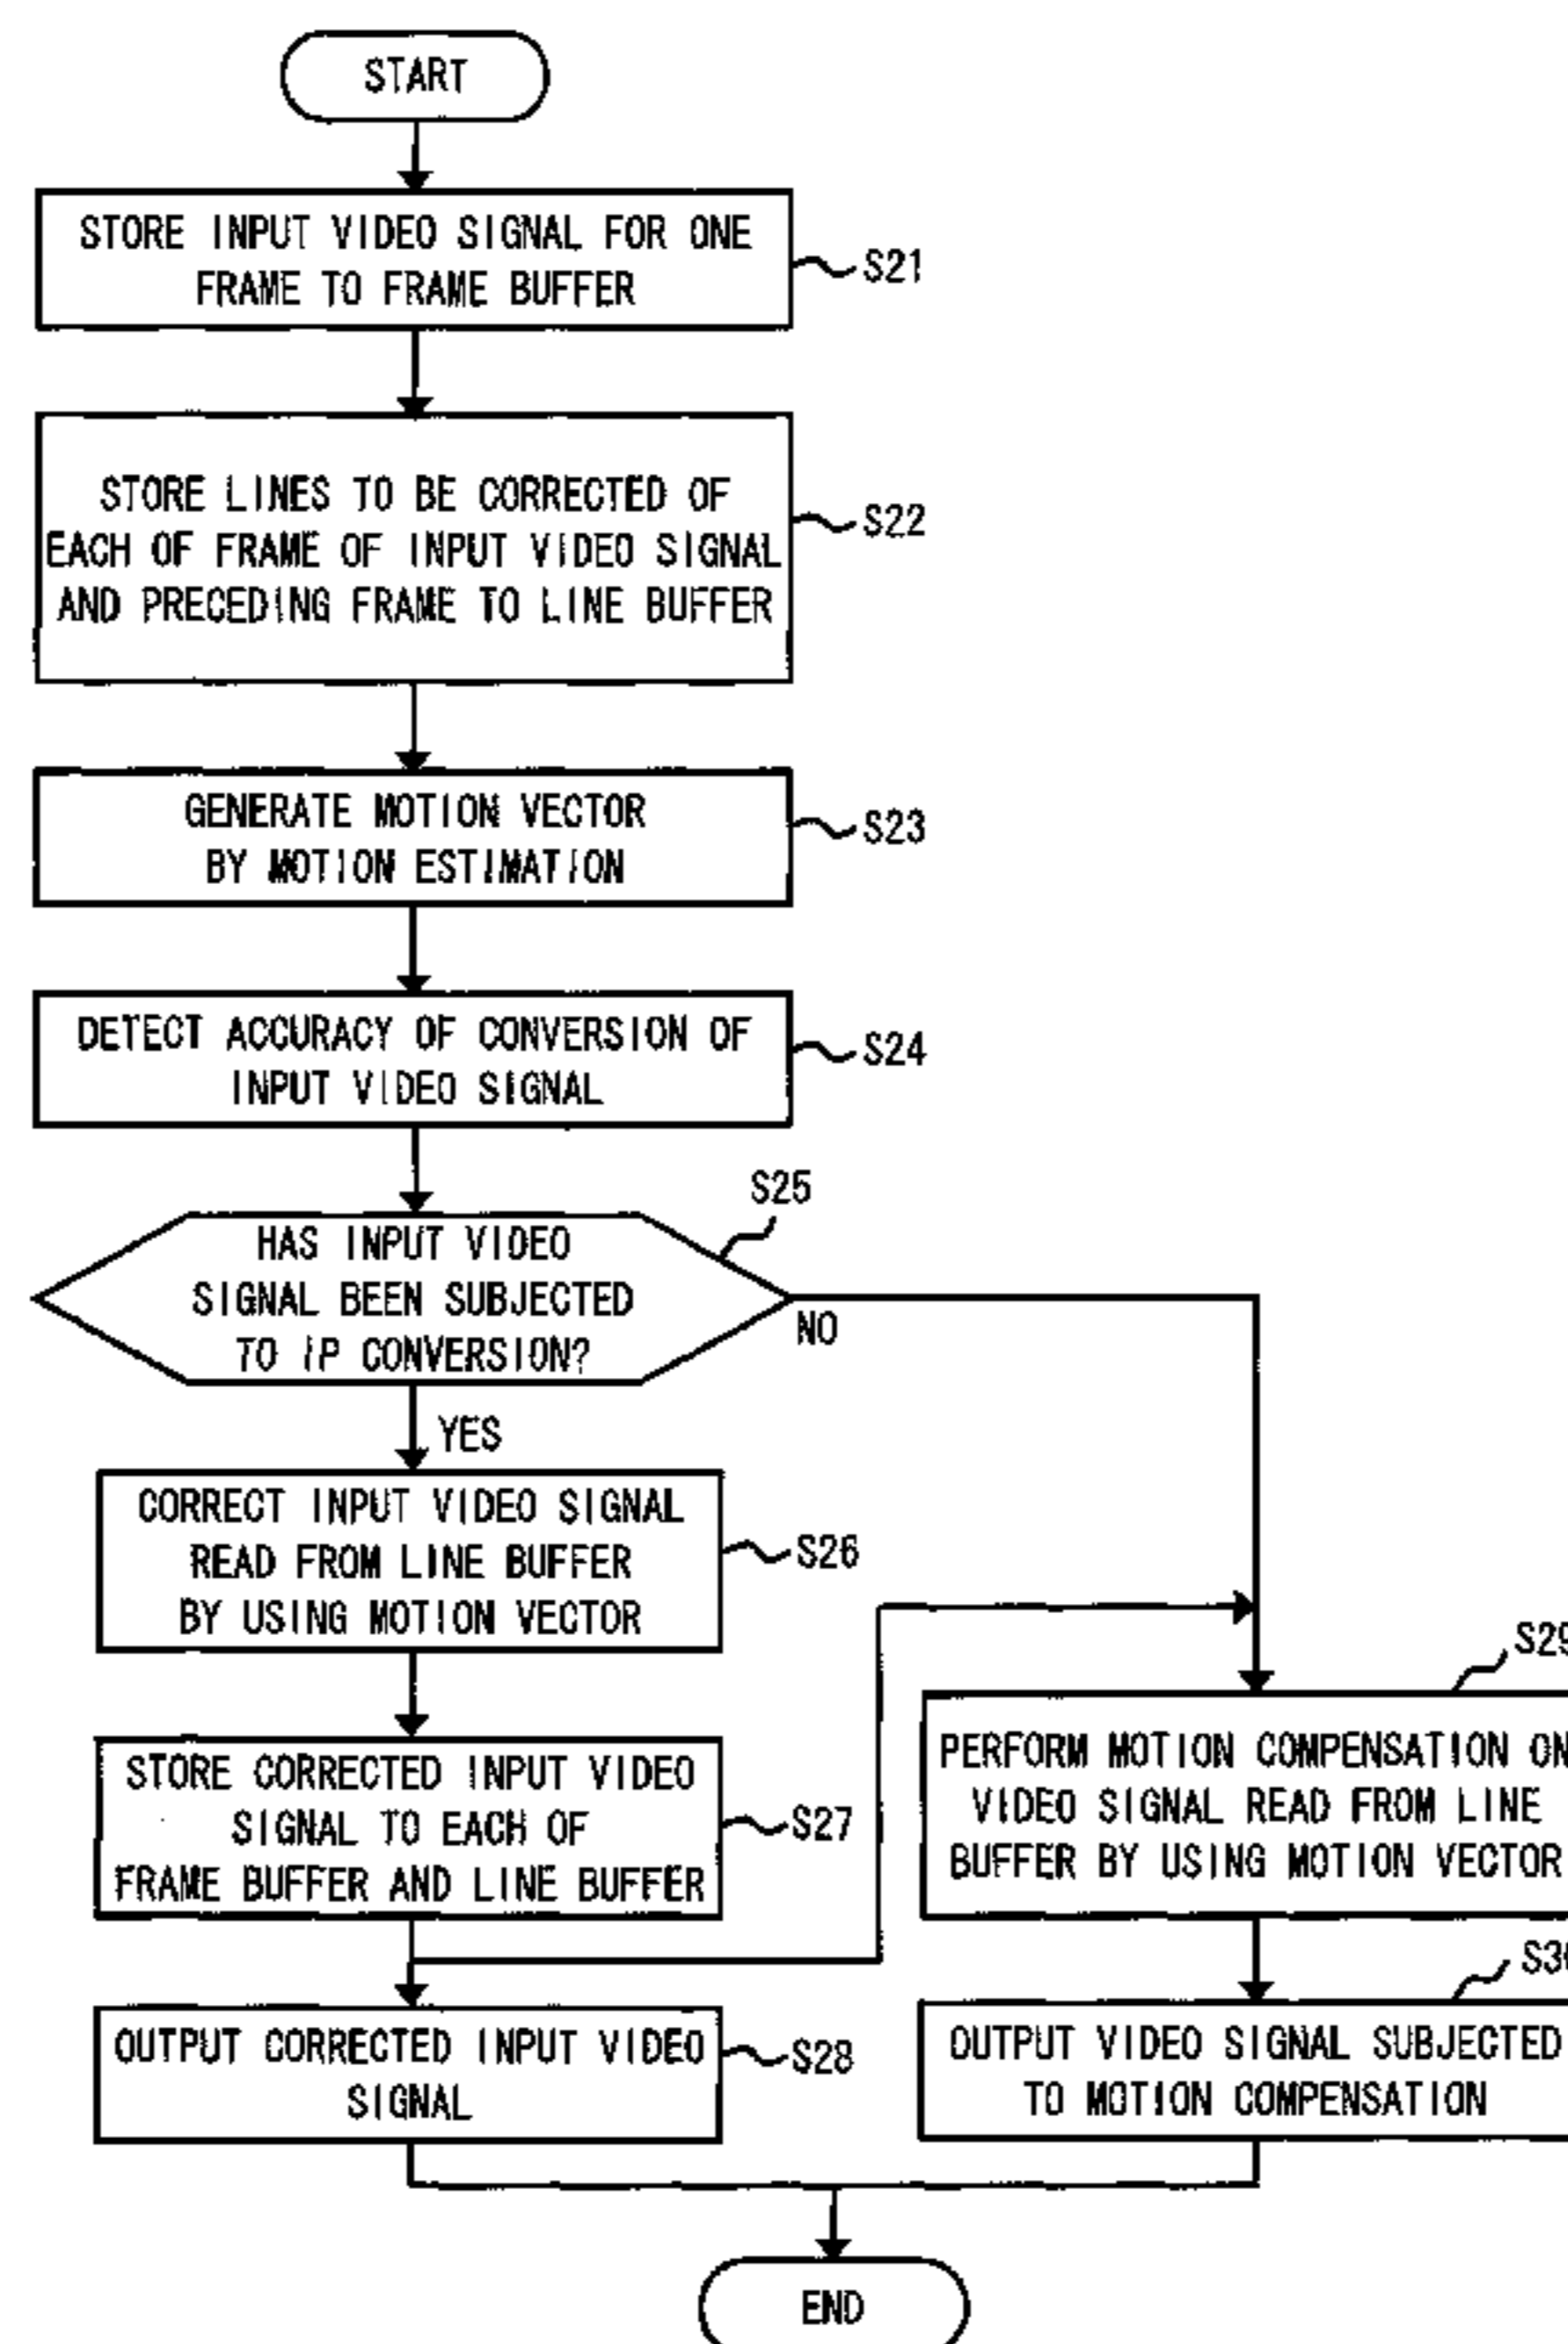 START
STORE INPUT VIDEO SIGNAL FOR ONE
FRAME TO FRAME BUFFER
S21
STORE LINES TO BE CORRECTED OF
EACH OF FRAME OF INPUT VIDEO SIGNAL
AND PRECEDING FRAME TO LINE BUFFER
S22
GENERATE MOTION VECTOR
BY MOTION ESTIMATION
S23
DETECT ACCURACY OF CONVERSION OF
INPUT VIDEO SIGNAL
S24
S25
HAS INPUT VIDEO
SIGNAL BEEN SUBJECTED
TO IP CONVERSION?
NO
YES
CORRECT INPUT VIDEO SIGNAL
READ FROM LINE BUFFER
BY USING MOTION VECTOR
S26
STORE CORRECTED INPUT VIDEO
SIGNAL TO EACH OF
FRAME BUFFER AND LINE BUFFER
S27
OUTPUT CORRECTED INPUT VIDEO
SIGNAL
S28
S29
PERFORM MOTION COMPENSATION ON
VIDEO SIGNAL READ FROM LINE
BUFFER BY USING MOTION VECTOR
S30
OUTPUT VIDEO SIGNAL SUBJECTED
TO MOTION COMPENSATION
END